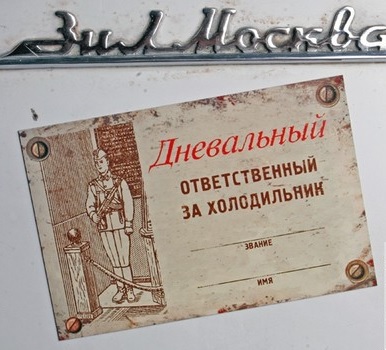 ЗиЛ Москва
Дневальный
ОТВЕТСТВЕННЫЙ
ЗА ХОЛОДИЛЬНИК
ЗВАНИЕ
ИМЯ